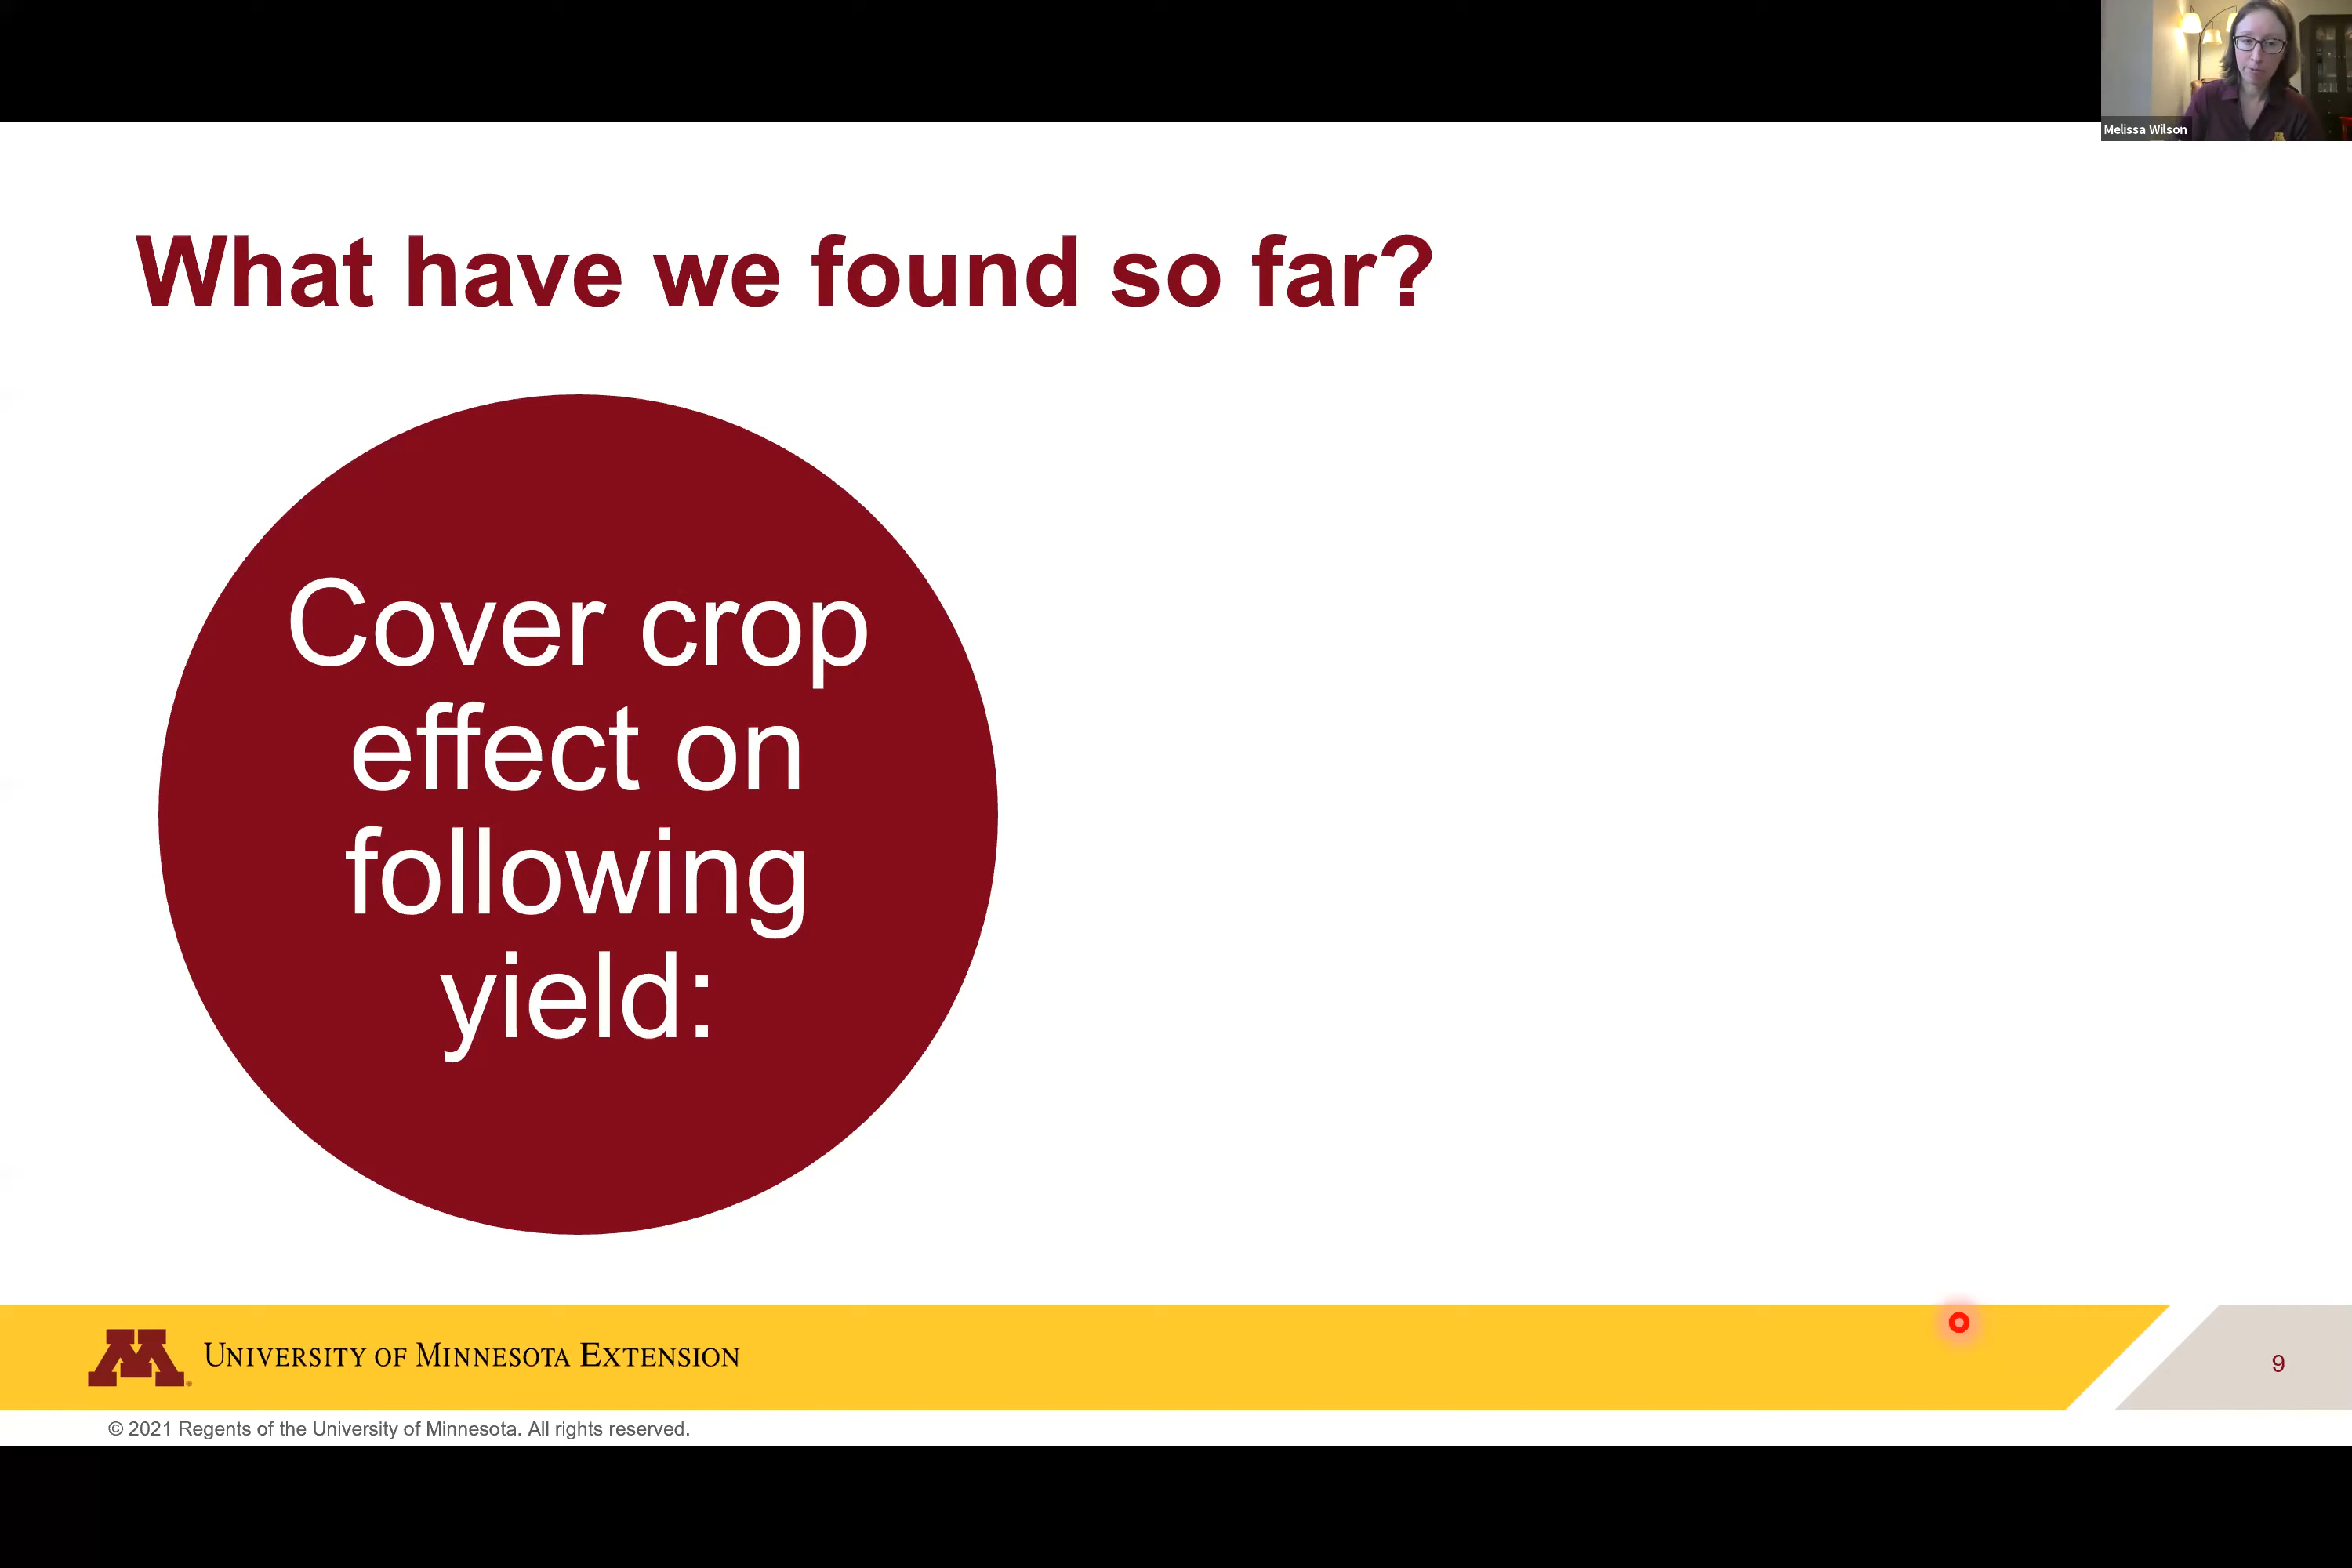 Melissa Wilson
What have we found so far?
Cover crop
effect on
following
yield:
UNIVERSITY OF MINNESOTA EXTENSION
9
© 2021 Regents of the University of Minnesota. All rights reserved.